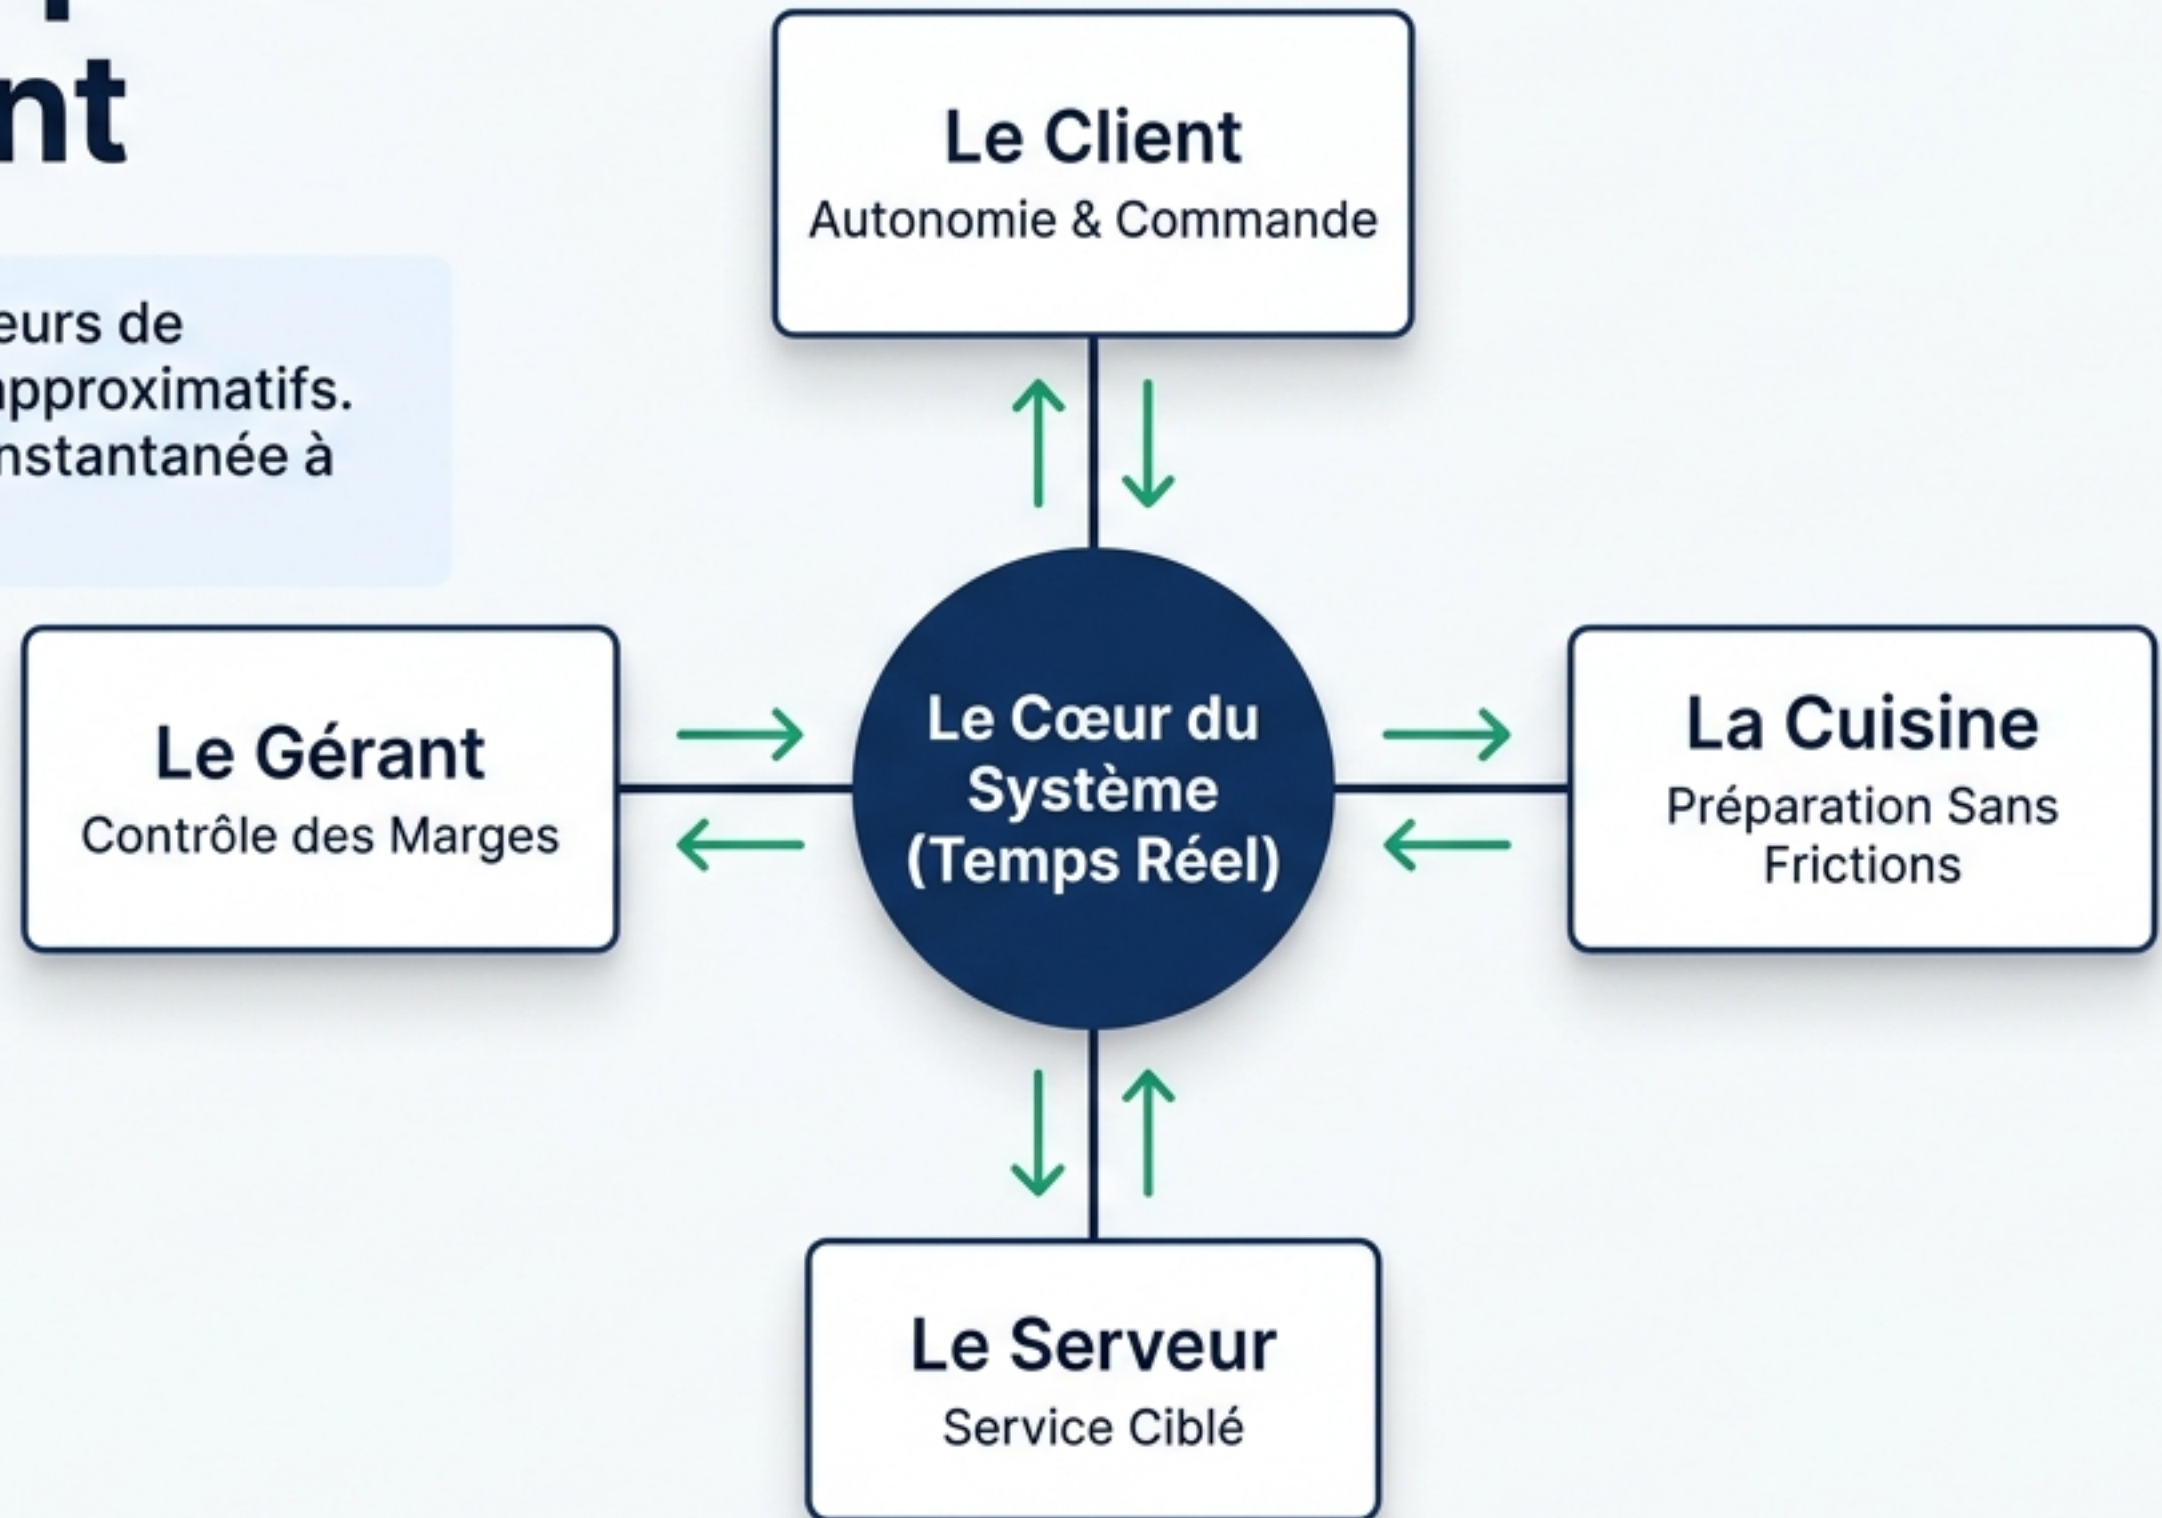 nt
eurs de
approximatifs.
nstantanée à
Le Client
Autonomie & Commande
Le Gérant
Contrôle des Marges
Le Cœur du
Système
(Temps Réel)
La Cuisine
Préparation Sans
Frictions
Le Serveur
Service Ciblé